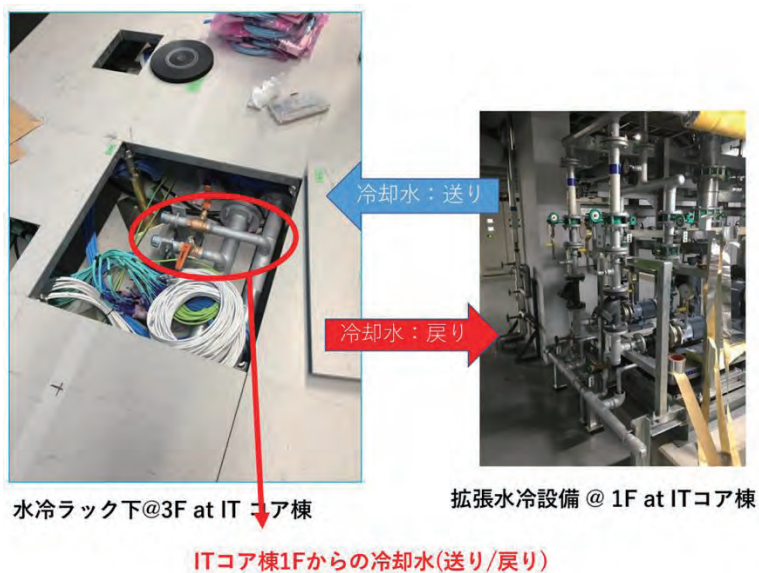 冷却水：送り
冷却水：戻り
水冷ラック下@3F at IT コア棟
拡張水冷設備 @ 1F at ITコア棟
ITコア棟1Fからの冷却水(送り/戻り)